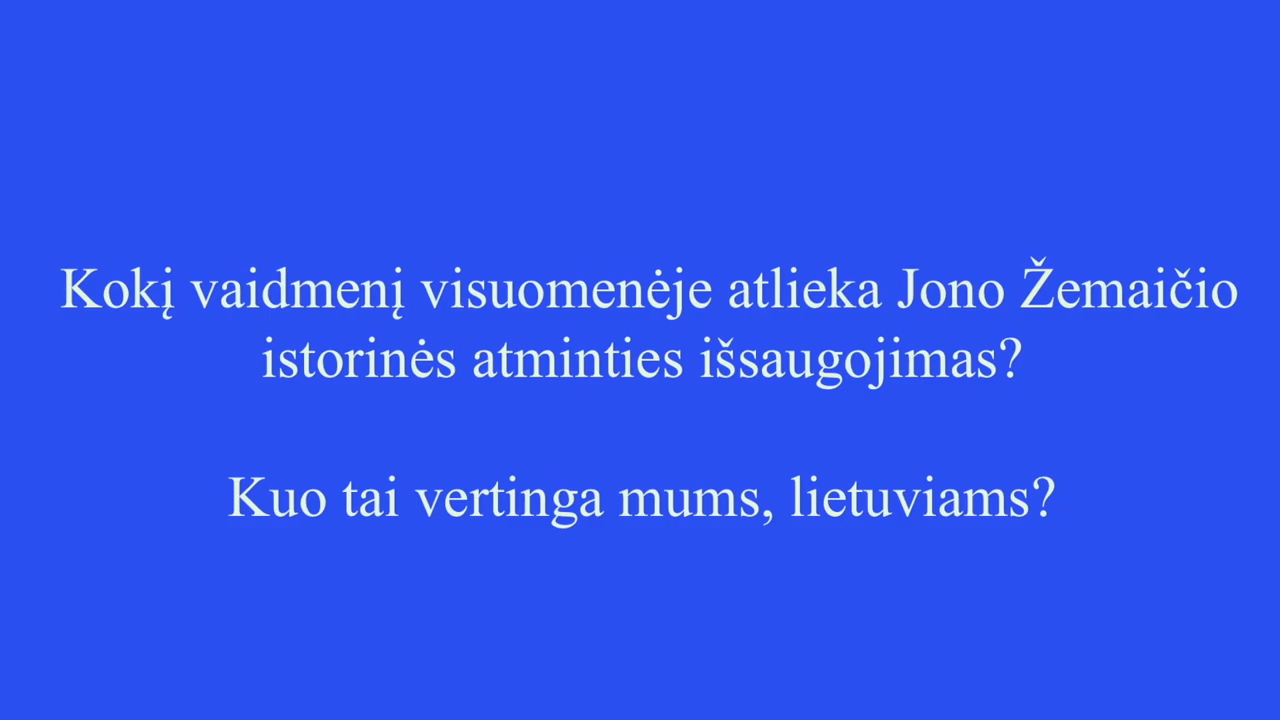 Kokį vaidmenį visuomenėje atlieka Jono Žemaičio
istorinės atminties išsaugojimas?
Kuo tai vertinga mums, lietuviams?